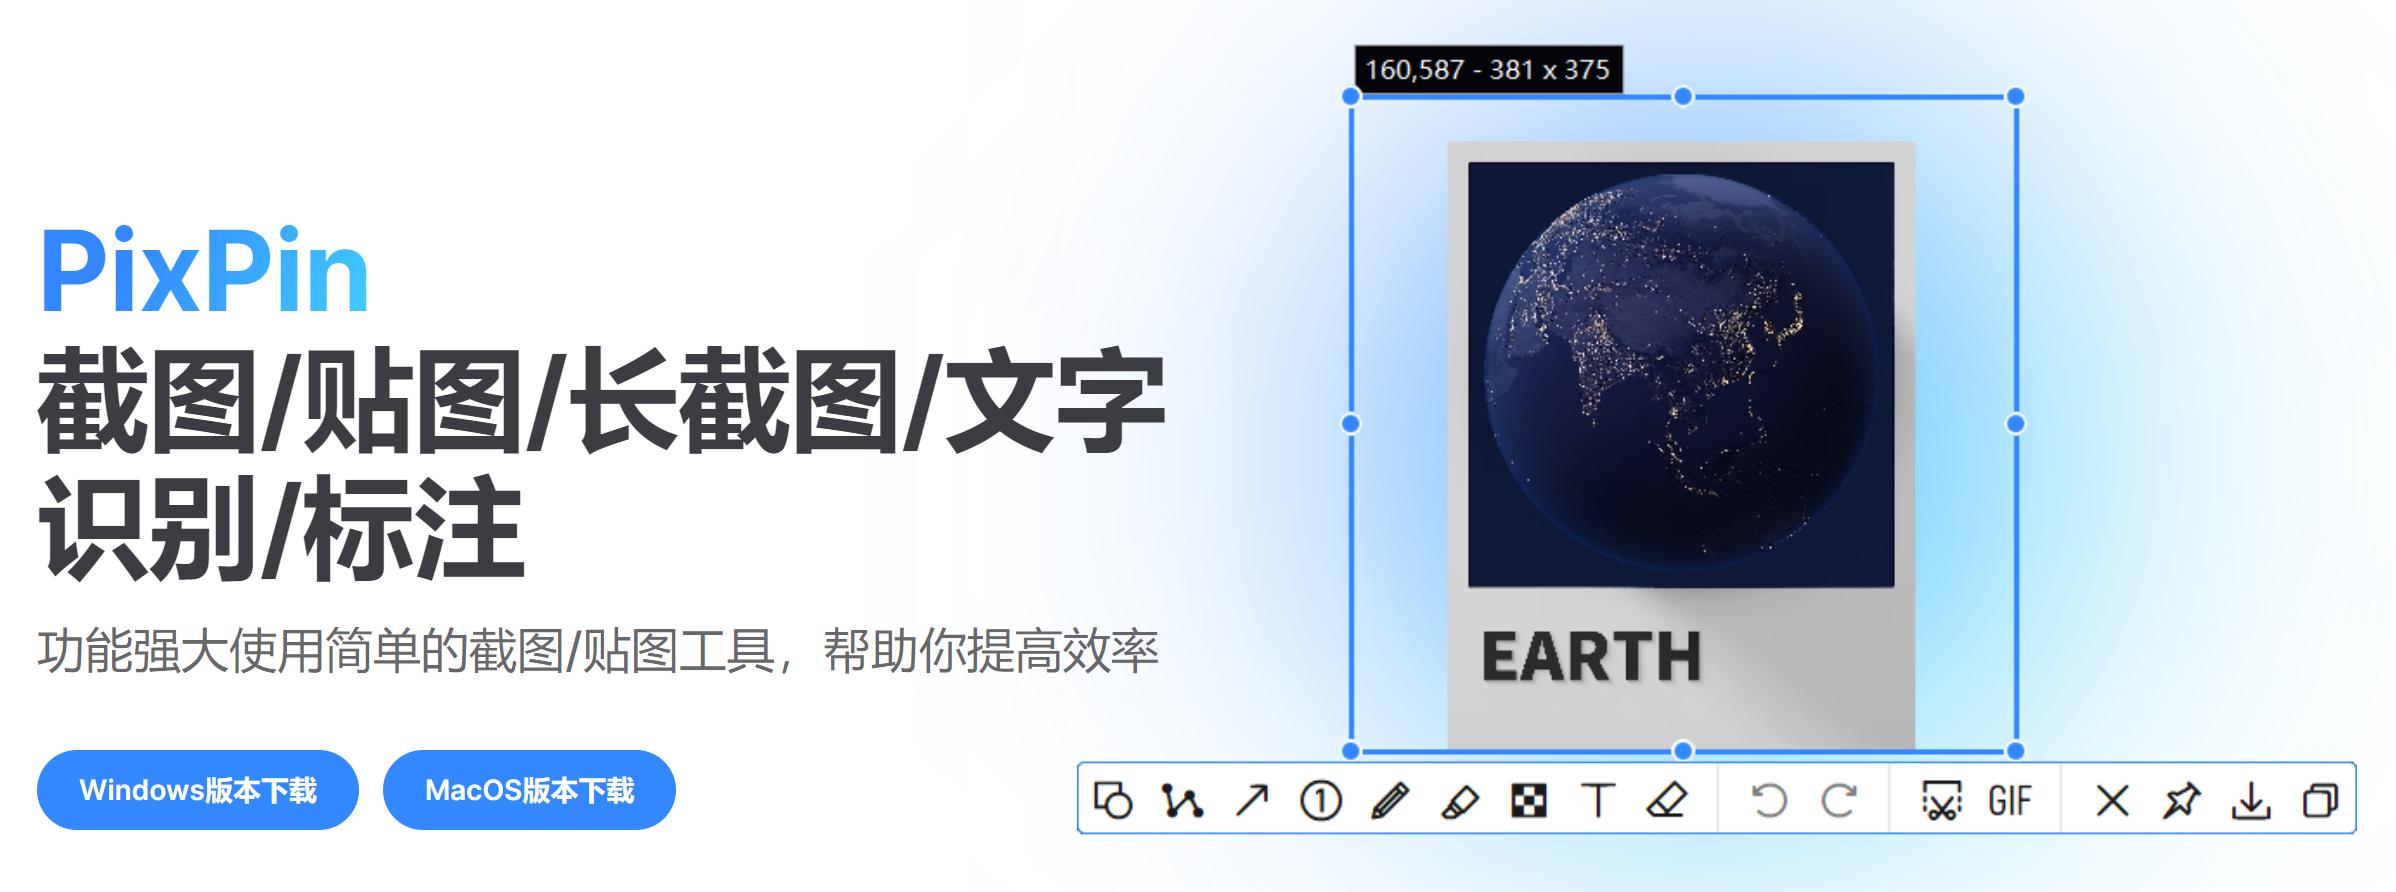 PixPin
截图/贴图/长截图/文字
识别/标注
功能强大使用简单的截图/贴图工具，帮助你提高效率
Windows版本下载
MacOS版本下载
160,587 - 381 x 375
EARTH
1 T GIF